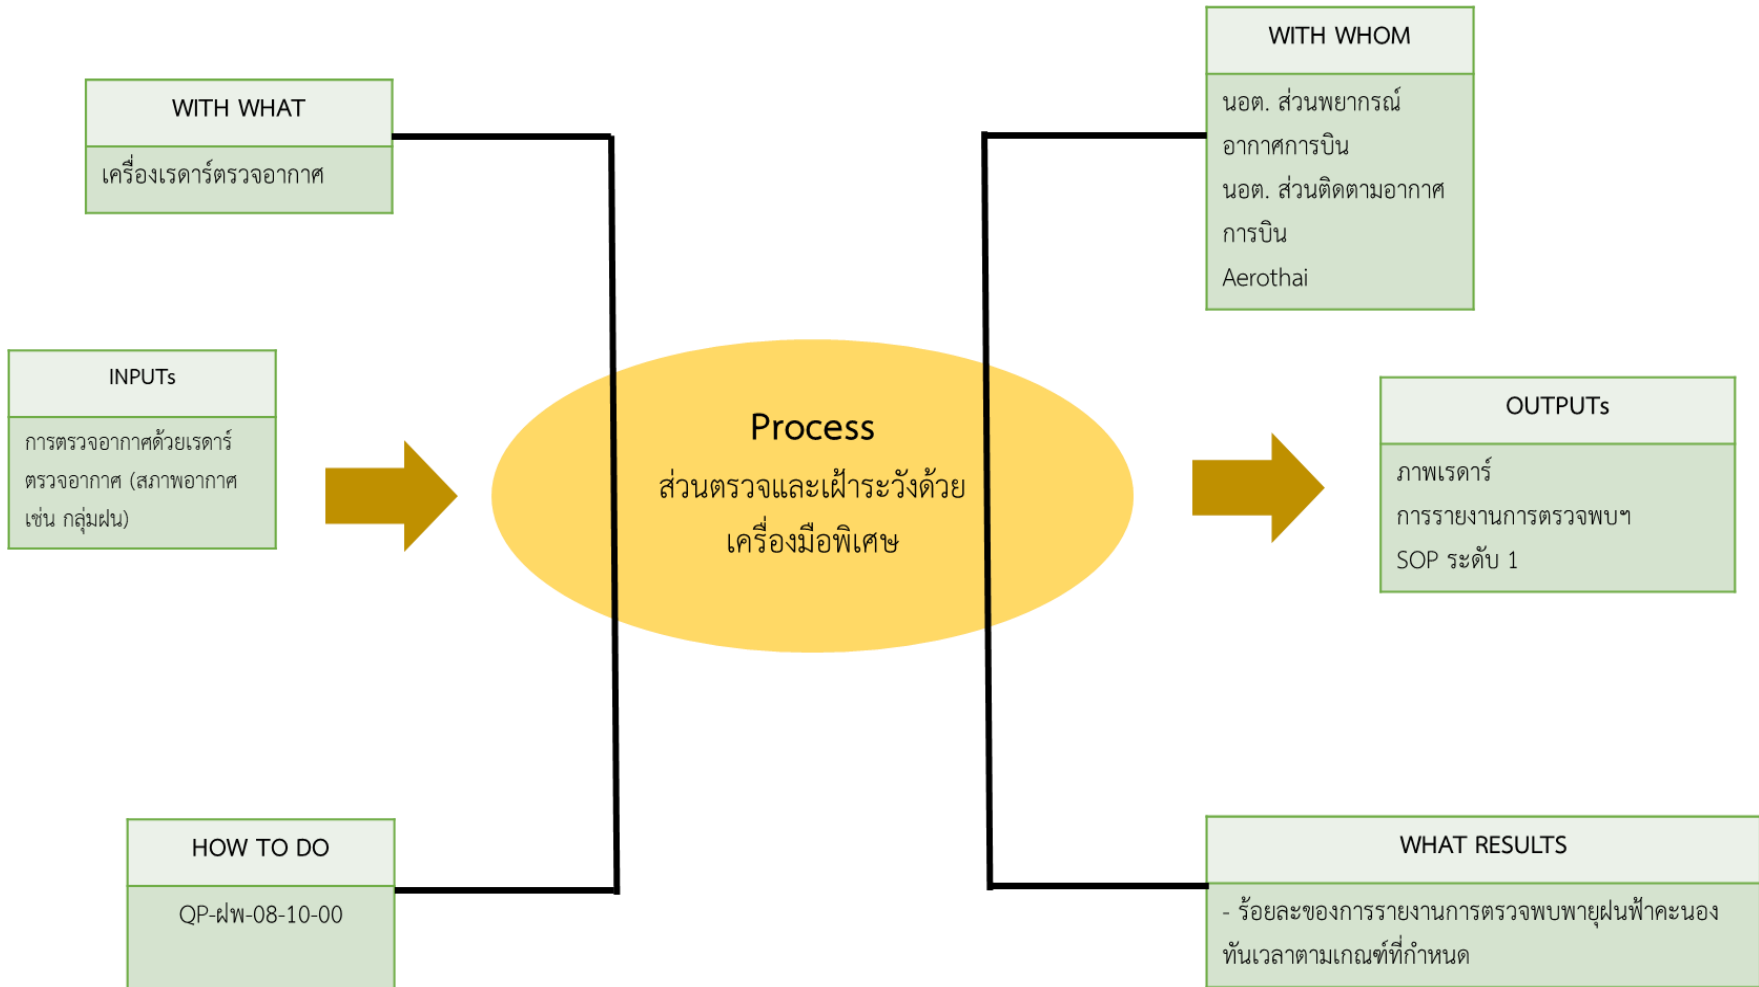 WITH WHAT
เครื่องเรดาร์ตรวจอากาศ
WITH WHOM
นอต. ส่วนพยากรณ์
อากาศการบิน
นอต. ส่วนติดตามอากาศ
การบิน
Aerothai
INPUTs
การตรวจอากาศด้วยเรดาร์
ตรวจอากาศ (สภาพอากาศ
เช่น กลุ่มฝน)
Process
ส่วนตรวจและเฝ้าระวังด้วย
เครื่องมือพิเศษ
OUTPUTs
ภาพเรดาร์
การรายงานการตรวจพบฯ
SOP ระดับ 1
HOW TO DO
QP-ฝพ-08-10-00
WHAT RESULTS
- ร้อยละของการรายงานการตรวจพบพายุฝนฟ้าคะนอง
ทันเวลาตามเกณฑ์ที่กำหนด